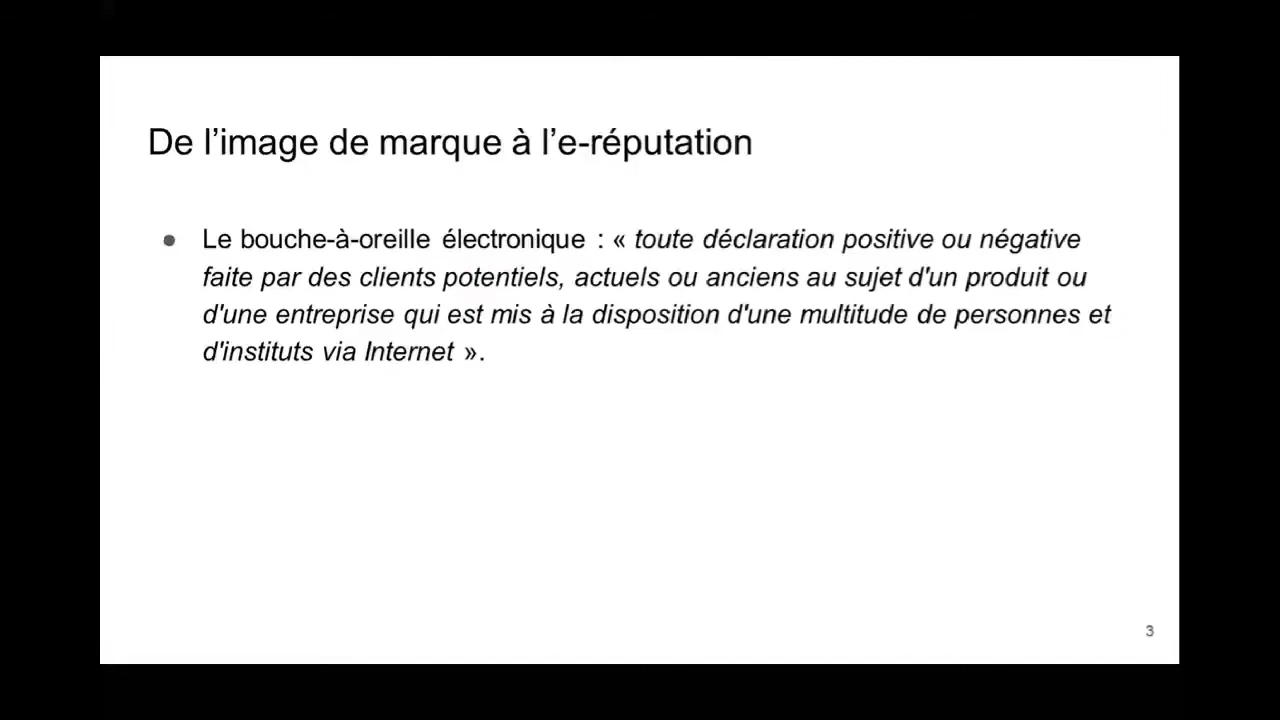 De l’image de marque à l’e-réputation
● Le bouche-à-oreille électronique : « toute déclaration positive ou négative
faite par des clients potentiels, actuels ou anciens au sujet d'un produit ou
d'une entreprise qui est mis à la disposition d'une multitude de personnes et
d'instituts via Internet ».
3